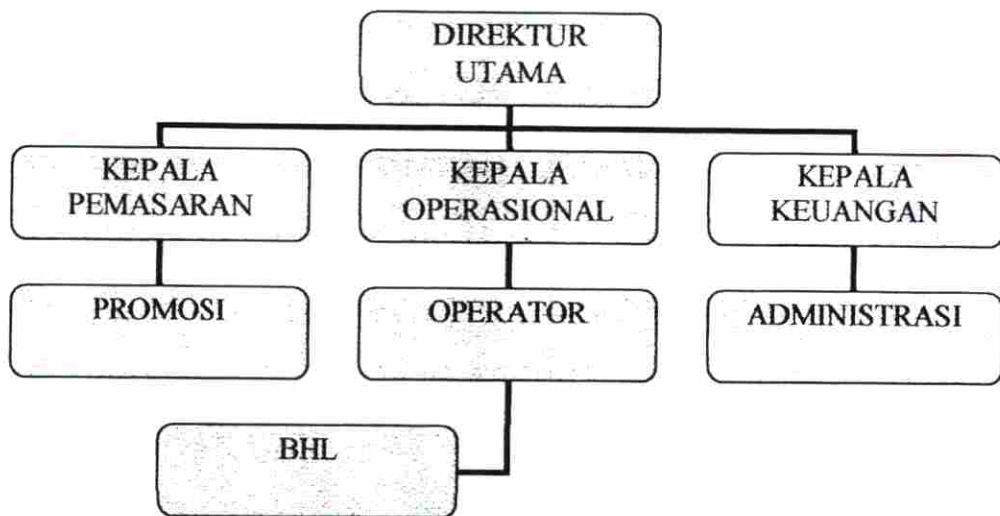 DIREKTUR
UTAMA
KEPALA
PEMASARAN
KEPALA
OPERASIONAL
KEPALA
KEUANGAN
PROMOSI
OPERATOR
ADMINISTRASI
BHL